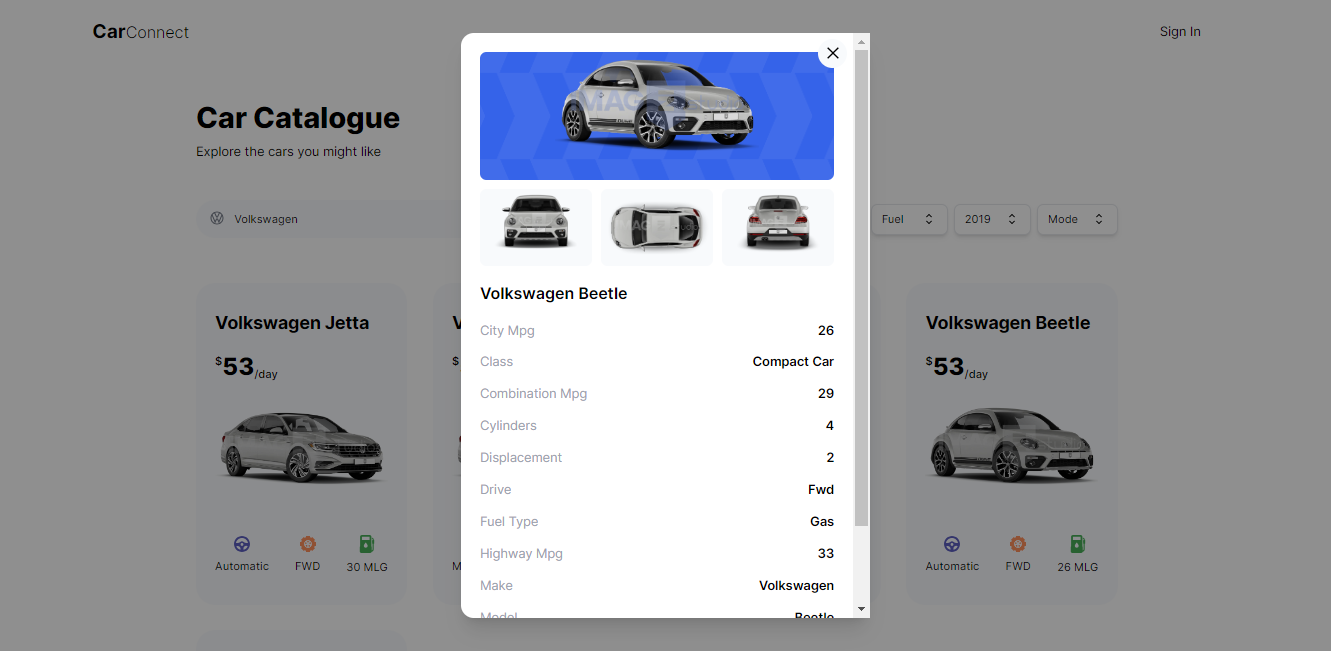 CarConnect
Sign In
Car Catalogue
Explore the cars you might like
Volkswagen
Fuel
2019
Mode
Volkswagen Jetta
$53/day
Automatic
FWD
30 MLG
V
$
M
Volkswagen Beetle
$53/day
Automatic
FWD
26 MLG
MAG
Volkswagen Beetle
City Mpg 26
Class Compact Car
Combination Mpg 29
Cylinders 4
Displacement 2
Drive Fwd
Fuel Type Gas
Highway Mpg 33
Make Volkswagen
Model Beetle